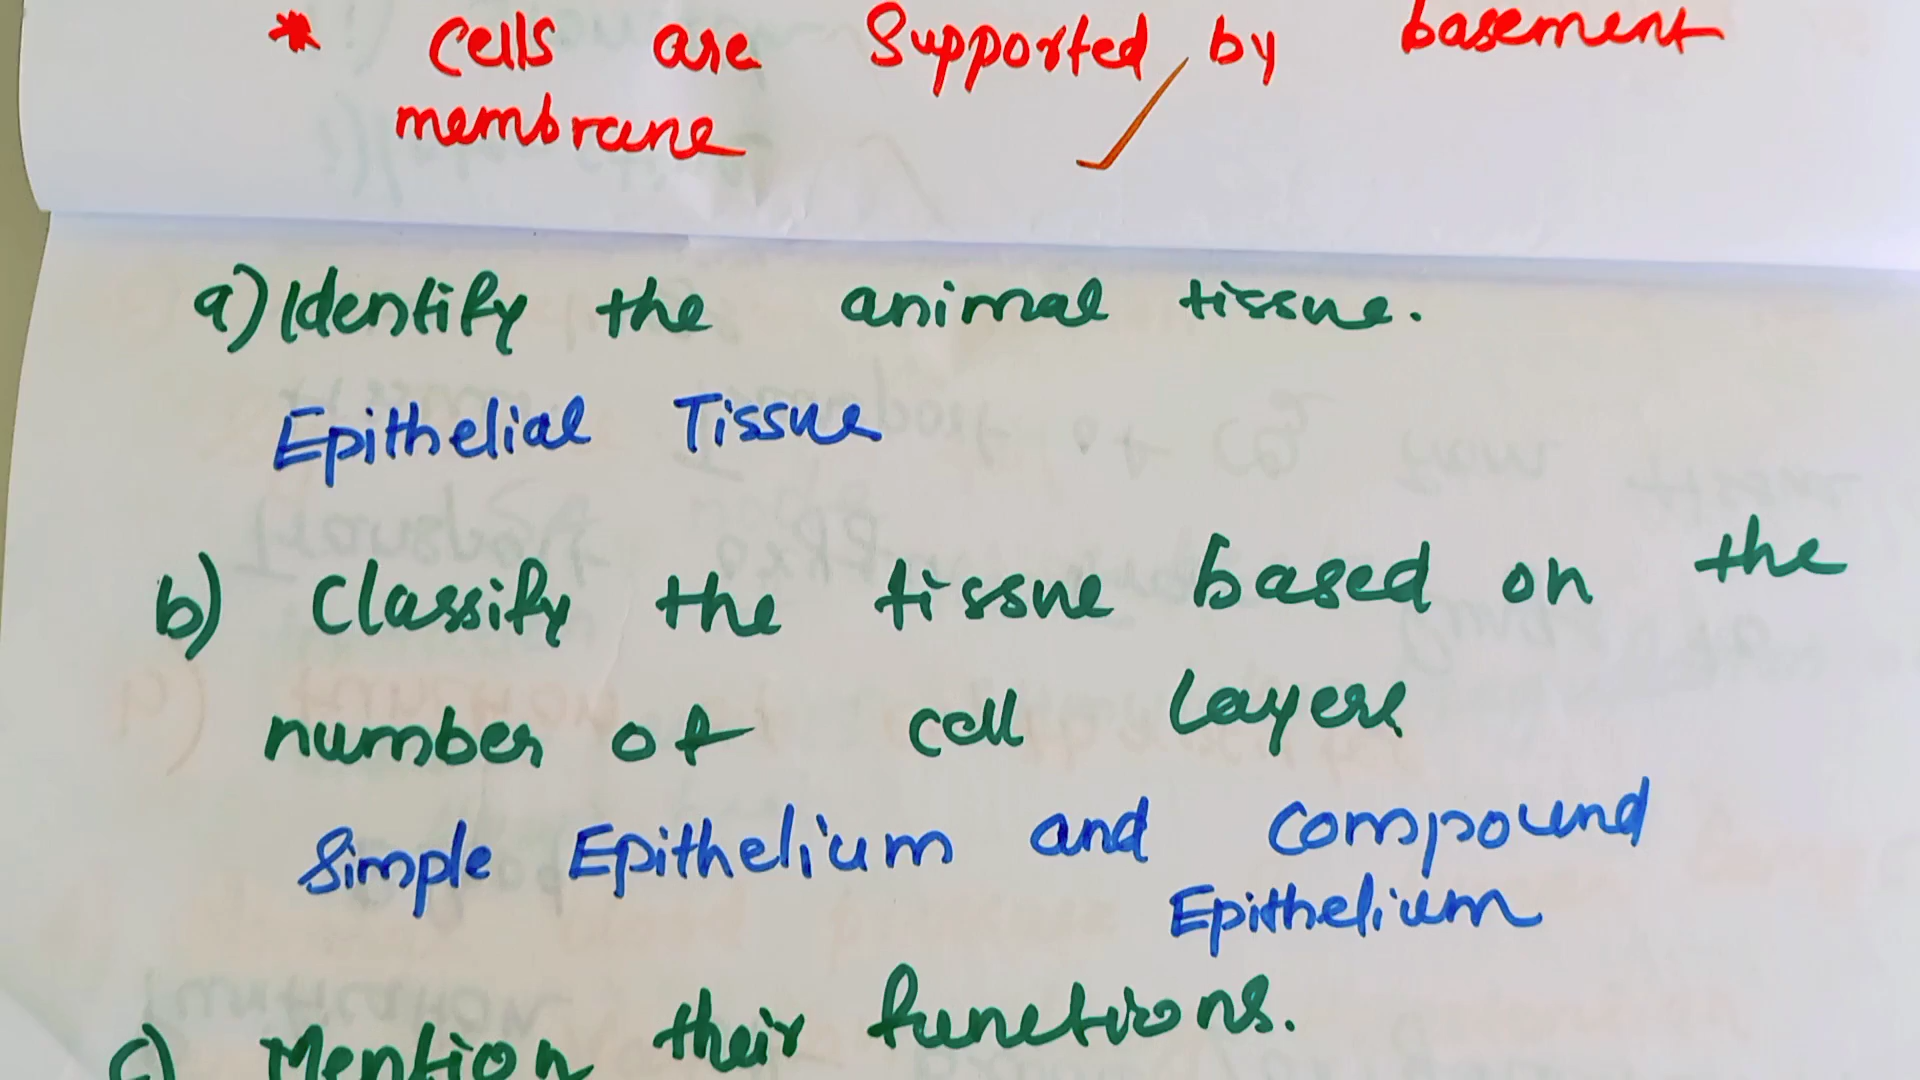 * Cells are supported by basement
membrane
a) Identify the animal tissue.
Epithelial Tissue
b) Classify the tissue based on the
number of cell layers
Simple Epithelium and compound
Epithelium
c) Mention their functions.